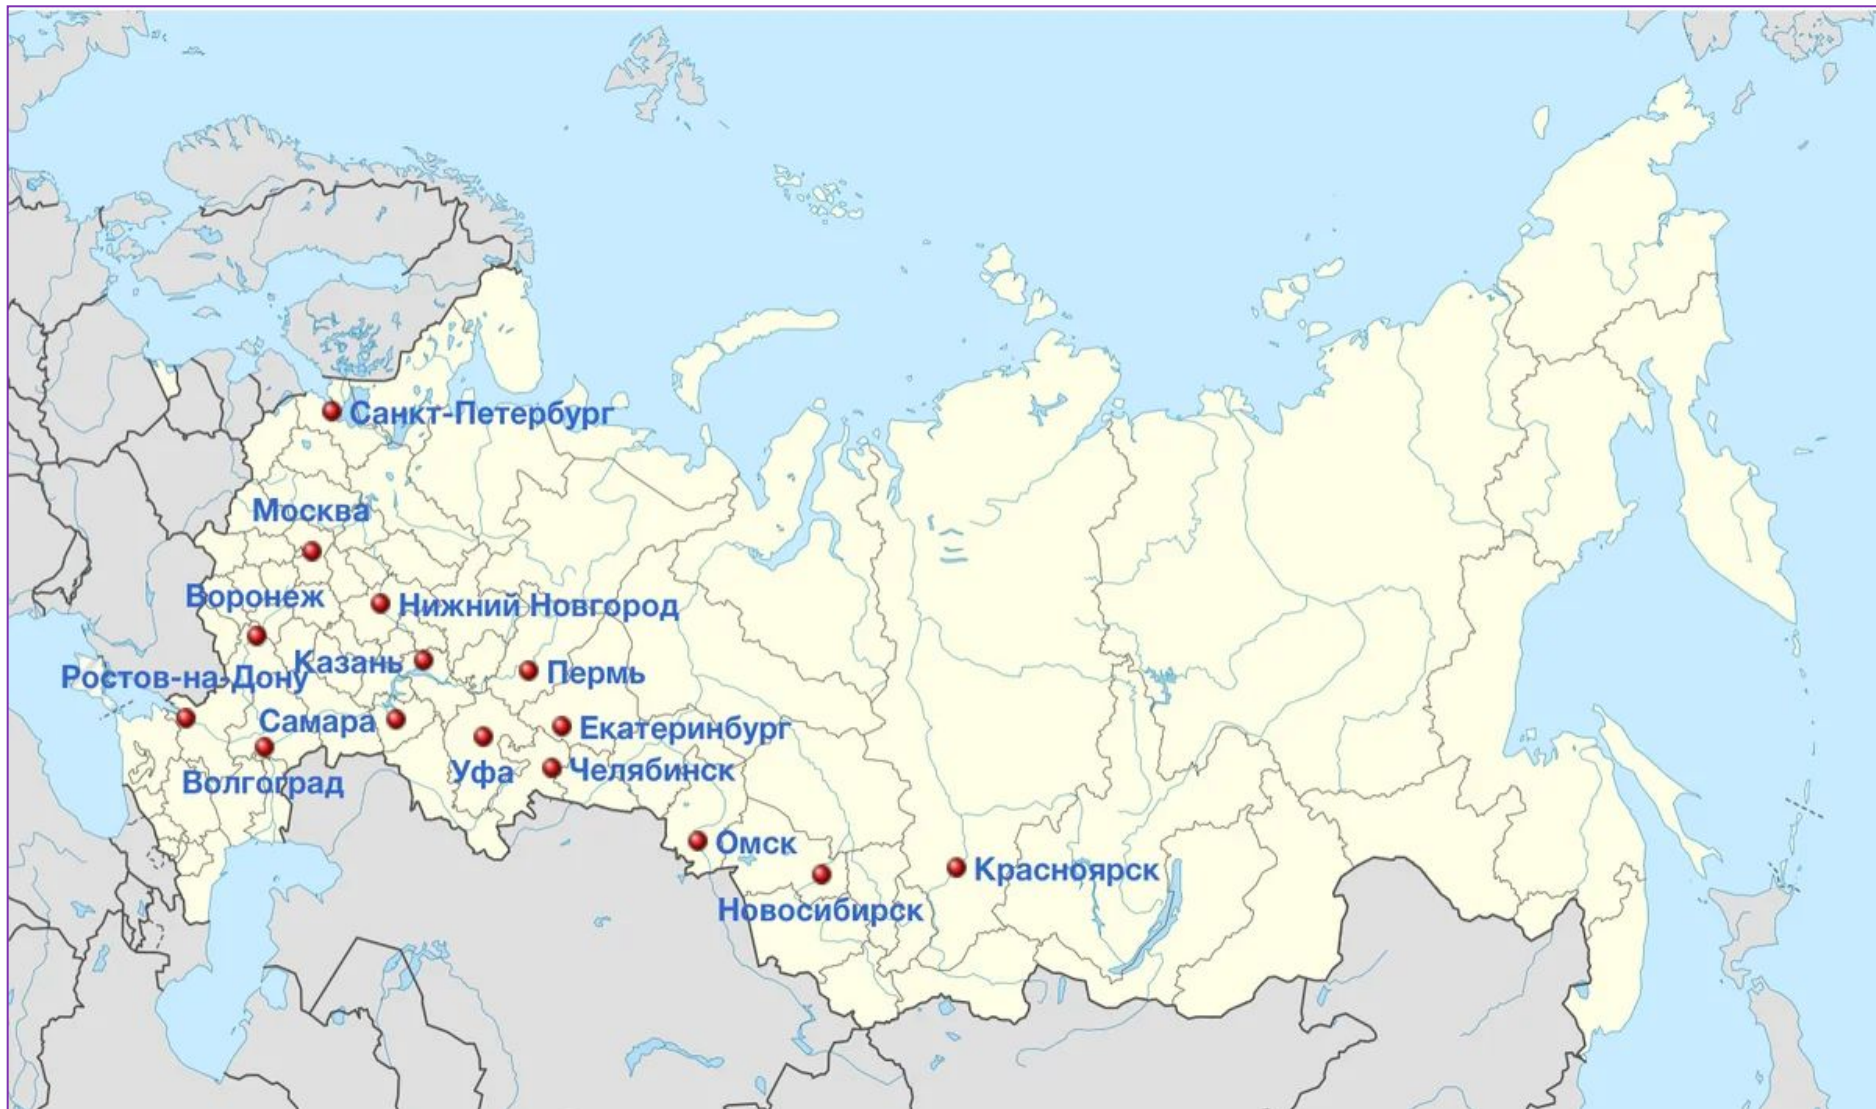 Санкт-Петербург
Москва
Воронеж
Нижний Новгород
Казань
Ростов-на-Дону
Пермь
Самара
Екатеринбург
Уфа
Челябинск
Волгоград
Омск
Красноярск
Новосибирск